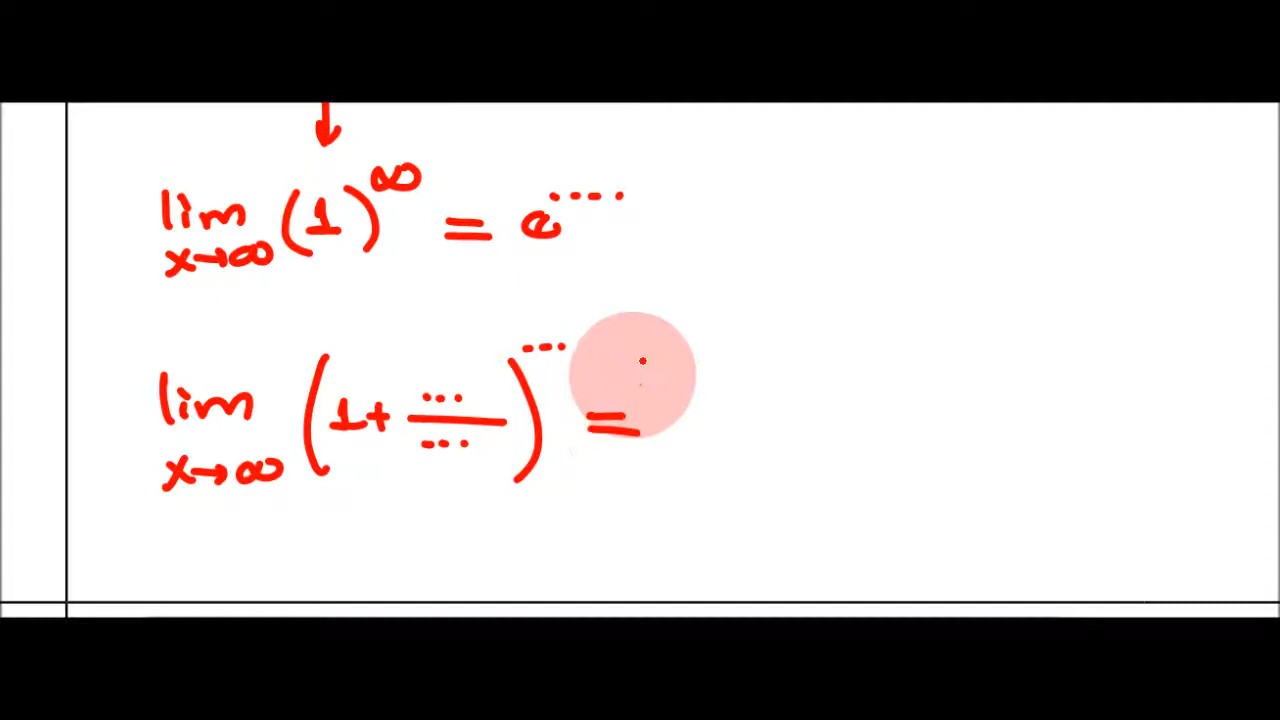 lim x→∞ (1)^∞ = e^....
lim x→∞ (1 + .../...)^... =